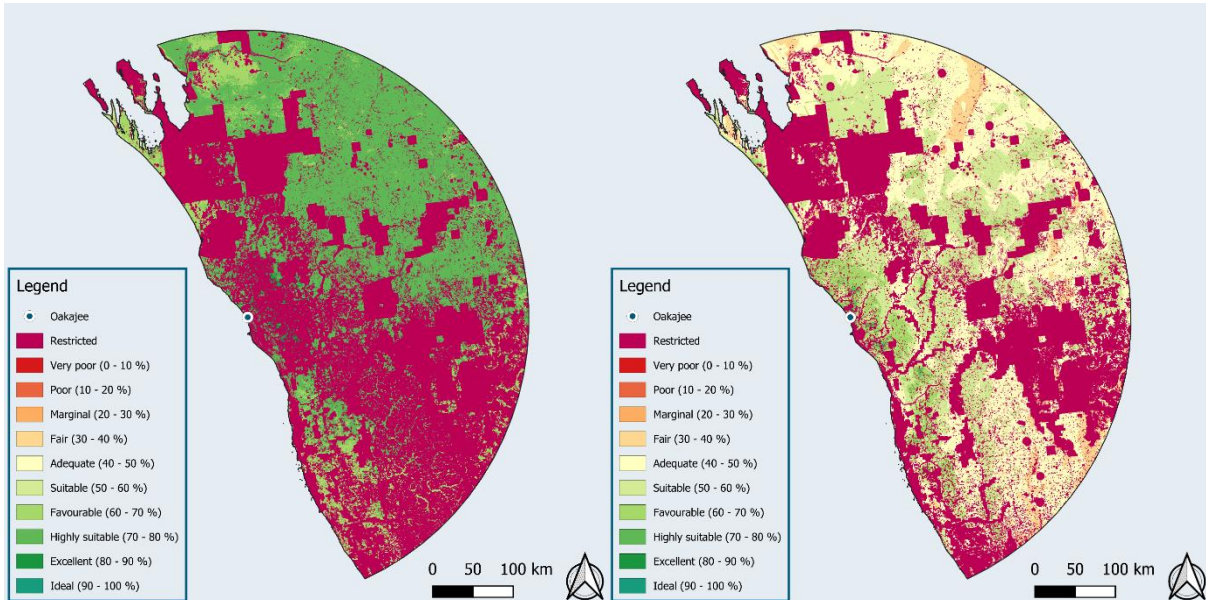 Legend
Oakajee
Restricted
Very poor (0 - 10 %)
Poor (10 - 20 %)
Marginal (20 - 30 %)
Fair (30 - 40 %)
Adequate (40 - 50 %)
Suitable (50 - 60 %)
Favourable (60 - 70 %)
Highly suitable (70 - 80 %)
Excellent (80 - 90 %)
Ideal (90 - 100 %)
0 50 100 km
Legend
Oakajee
Restricted
Very poor (0 - 10 %)
Poor (10 - 20 %)
Marginal (20 - 30 %)
Fair (30 - 40 %)
Adequate (40 - 50 %)
Suitable (50 - 60 %)
Favourable (60 - 70 %)
Highly suitable (70 - 80 %)
Excellent (80 - 90 %)
Ideal (90 - 100 %)
0 50 100 km